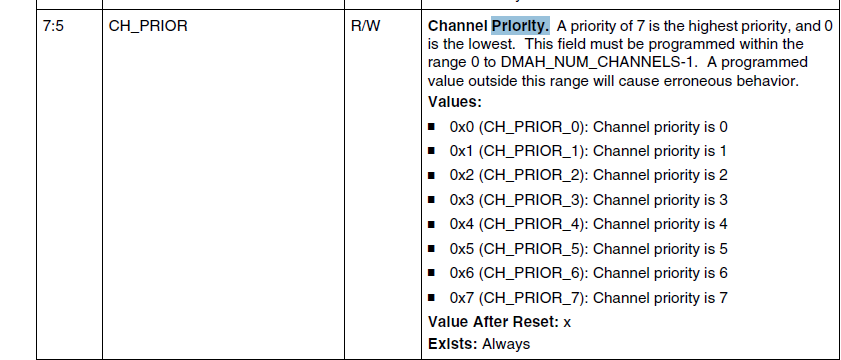 7:5 CH_PRIOR R/W Channel Priority. A priority of 7 is the highest priority, and 0
is the lowest. This field must be programmed within the
range 0 to DMAH_NUM_CHANNELS-1. A programmed
value outside this range will cause erroneous behavior.
Values:
■ 0x0 (CH_PRIOR_0): Channel priority is 0
■ 0x1 (CH_PRIOR_1): Channel priority is 1
■ 0x2 (CH_PRIOR_2): Channel priority is 2
■ 0x3 (CH_PRIOR_3): Channel priority is 3
■ 0x4 (CH_PRIOR_4): Channel priority is 4
■ 0x5 (CH_PRIOR_5): Channel priority is 5
■ 0x6 (CH_PRIOR_6): Channel priority is 6
■ 0x7 (CH_PRIOR_7): Channel priority is 7
Value After Reset: x
Exists: Always